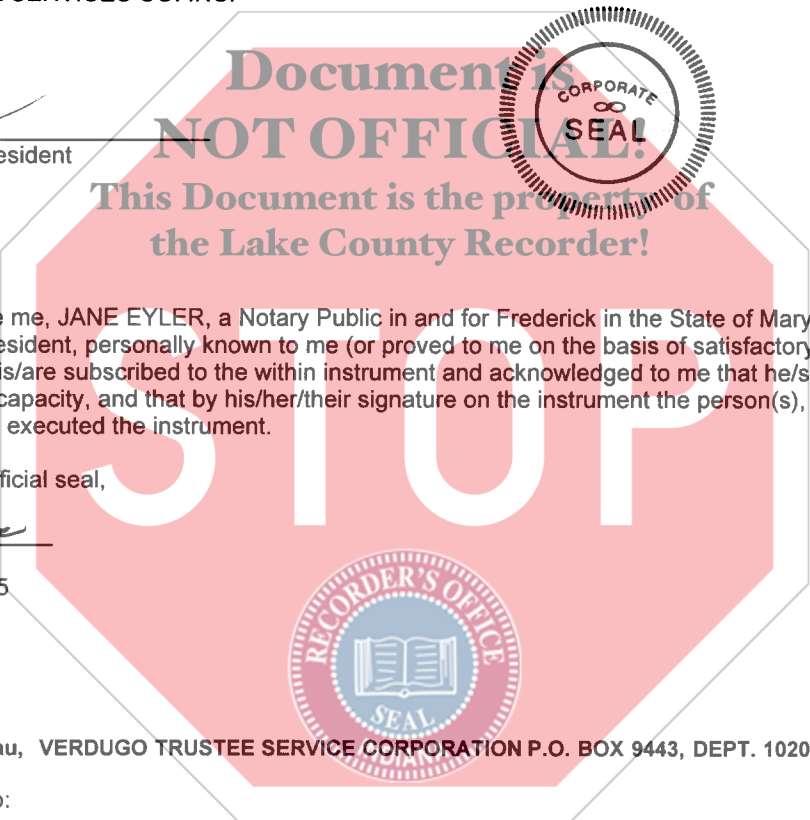 Document is
CORPORATE
SEAL
NOT OFFICIAL!
esident
This Document is the property of
the Lake County Recorder!
e me, JANE EYLER, a Notary Public in and for Frederick in the State of Mary
esident, personally known to me (or proved to me on the basis of satisfactory
is/are subscribed to the within instrument and acknowledged to me that he/s
capacity, and that by his/her/their signature on the instrument the person(s),
executed the instrument.
STOP
ficial seal,
5
RECORDER'S OFFICE
SEAL
INDIANA
au, VERDUGO TRUSTEE SERVICE CORPORATION P.O. BOX 9443, DEPT. 1020
o: